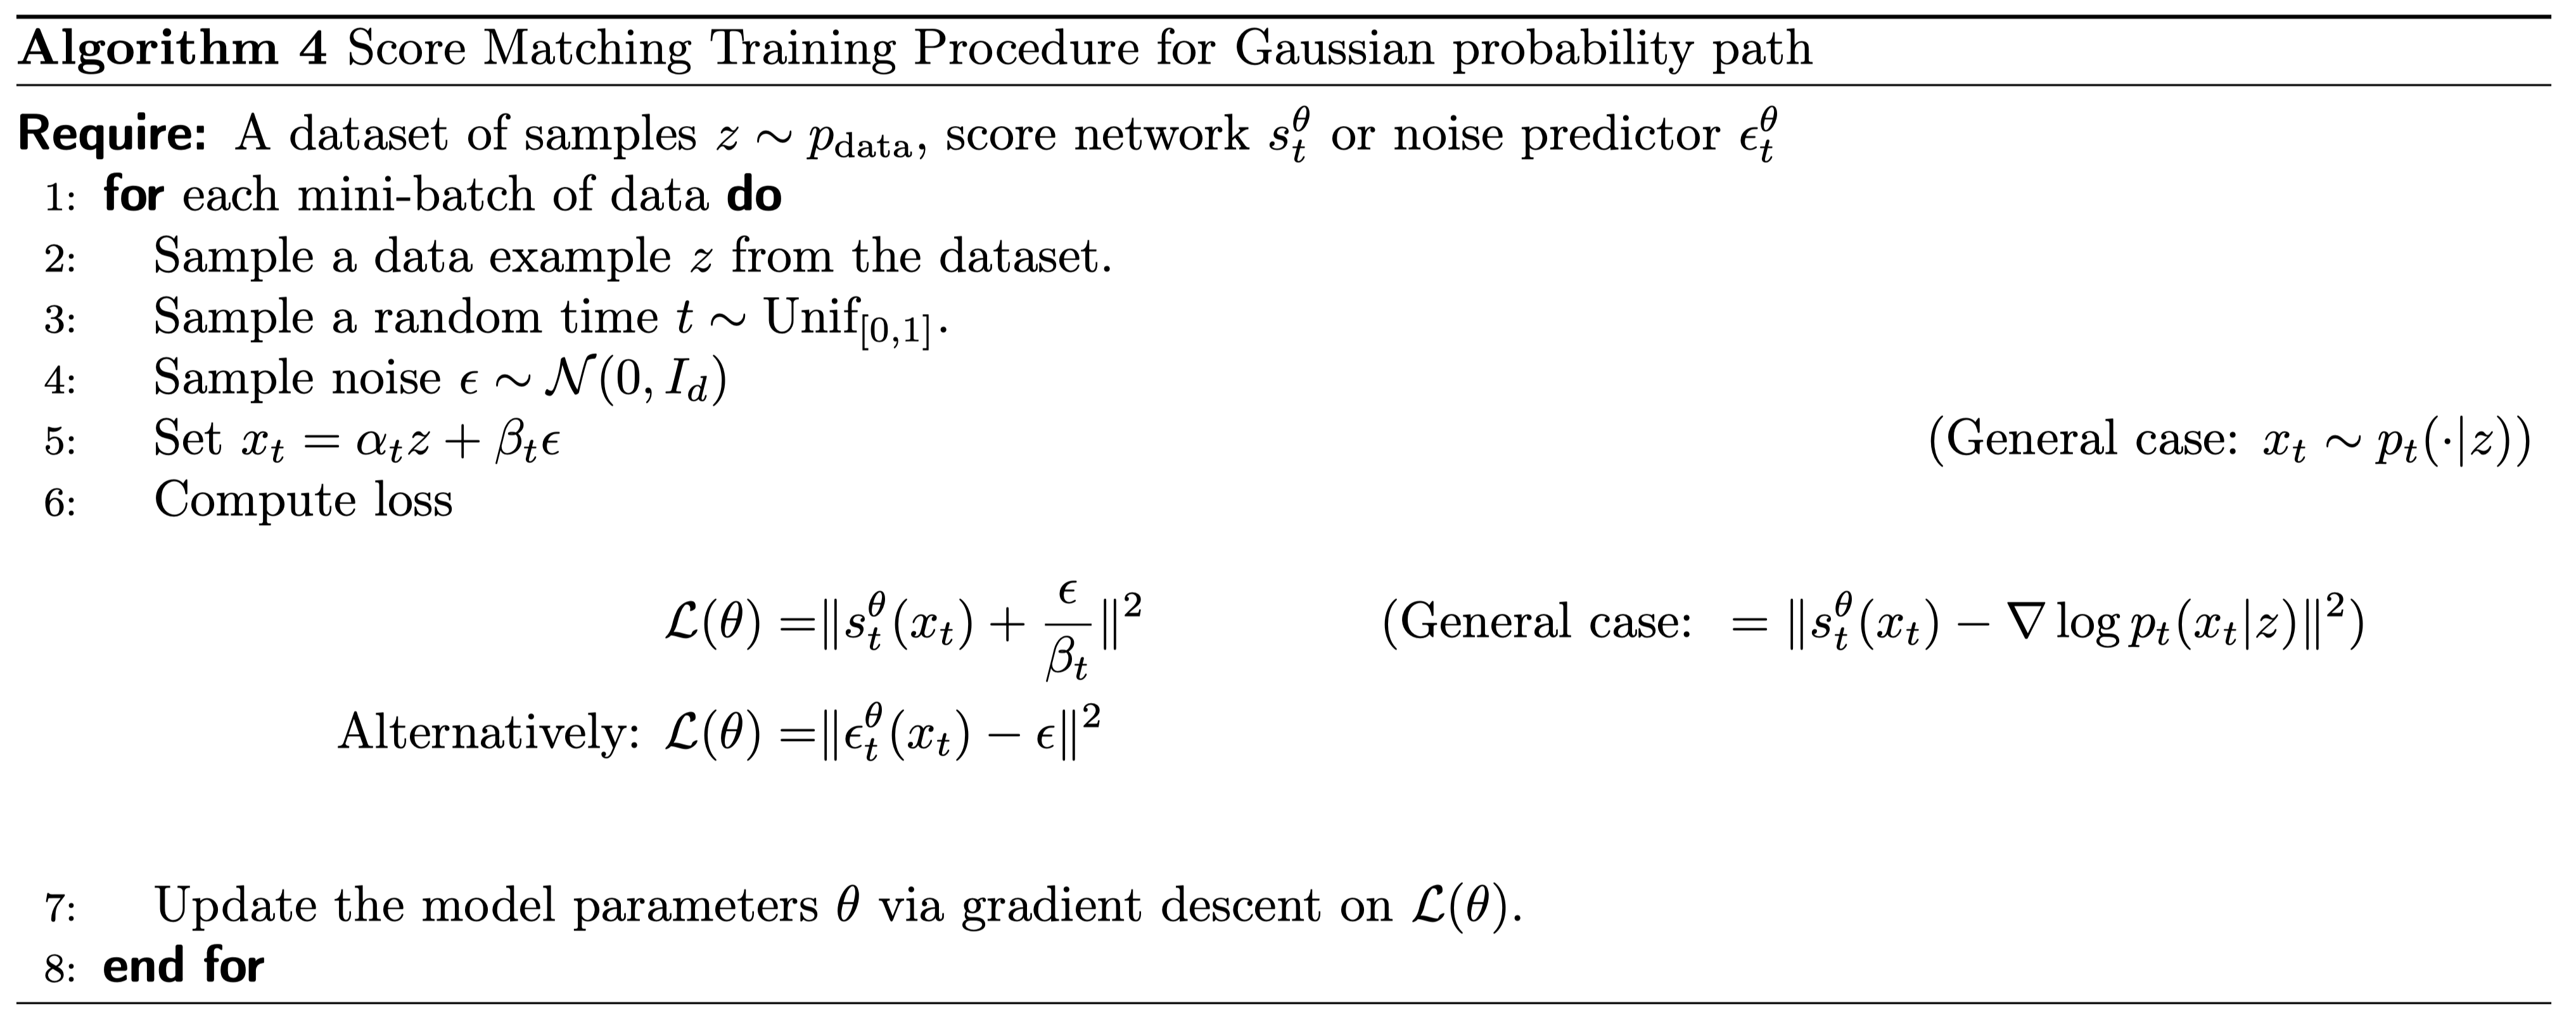 Algorithm 4 Score Matching Training Procedure for Gaussian probability path
Require: A dataset of samples $z \sim p_{\text{data}}$, score network $s_t^\theta$ or noise predictor $\epsilon_t^\theta$
1: for each mini-batch of data do
2: Sample a data example $z$ from the dataset.
3: Sample a random time $t \sim \text{Unif}_{[0,1]}$.
4: Sample noise $\epsilon \sim \mathcal{N}(0, I_d)$
5: Set $x_t = \alpha_t z + \beta_t \epsilon$ (General case: $x_t \sim p_t(\cdot|z)$)
6: Compute loss
$\mathcal{L}(\theta) = \|s_t^\theta(x_t) + \frac{\epsilon}{\beta_t}\|^2$ (General case: $= \|s_t^\theta(x_t) - \nabla \log p_t(x_t|z)\|^2$)
Alternatively: $\mathcal{L}(\theta) = \|\epsilon_t^\theta(x_t) - \epsilon\|^2$
7: Update the model parameters $\theta$ via gradient descent on $\mathcal{L}(\theta)$.
8: end for